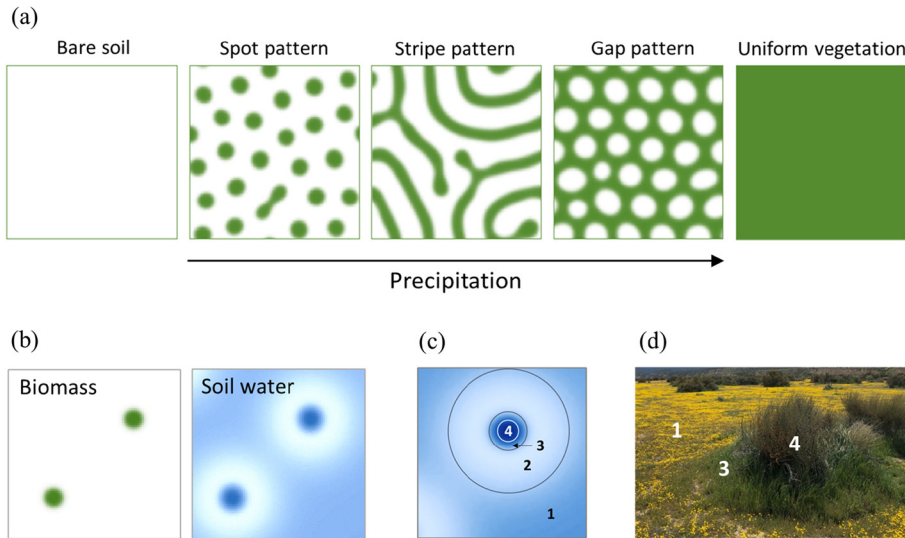 (a)
Bare soil
Spot pattern
Stripe pattern
Gap pattern
Uniform vegetation
Precipitation
(b)
(c)
(d)
Biomass
Soil water
4
3
2
1
1
4
3